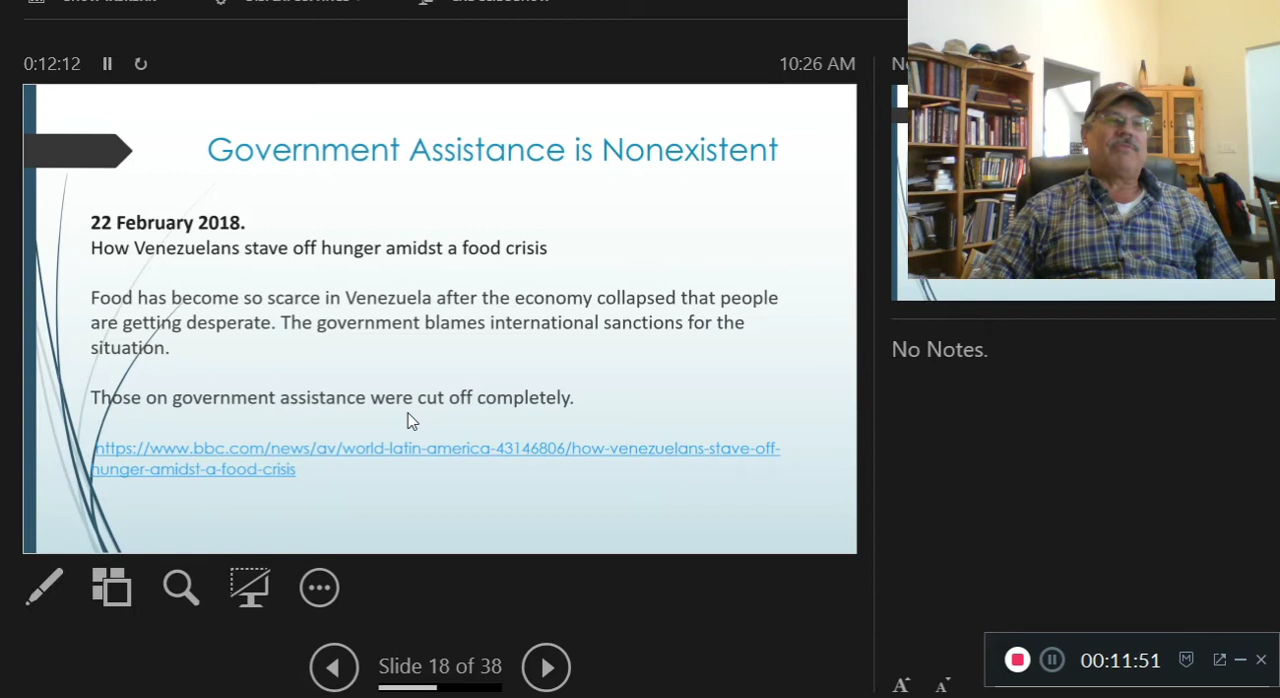 0:12:12
10:26 AM
Government Assistance is Nonexistent
22 February 2018.
How Venezuelans stave off hunger amidst a food crisis
Food has become so scarce in Venezuela after the economy collapsed that people
are getting desperate. The government blames international sanctions for the
situation.
Those on government assistance were cut off completely.
https://www.bbc.com/news/av/world-latin-america-43146806/how-venezuelans-stave-off-
hunger-amidst-a-food-crisis
No Notes.
Slide 18 of 38
00:11:51
A A